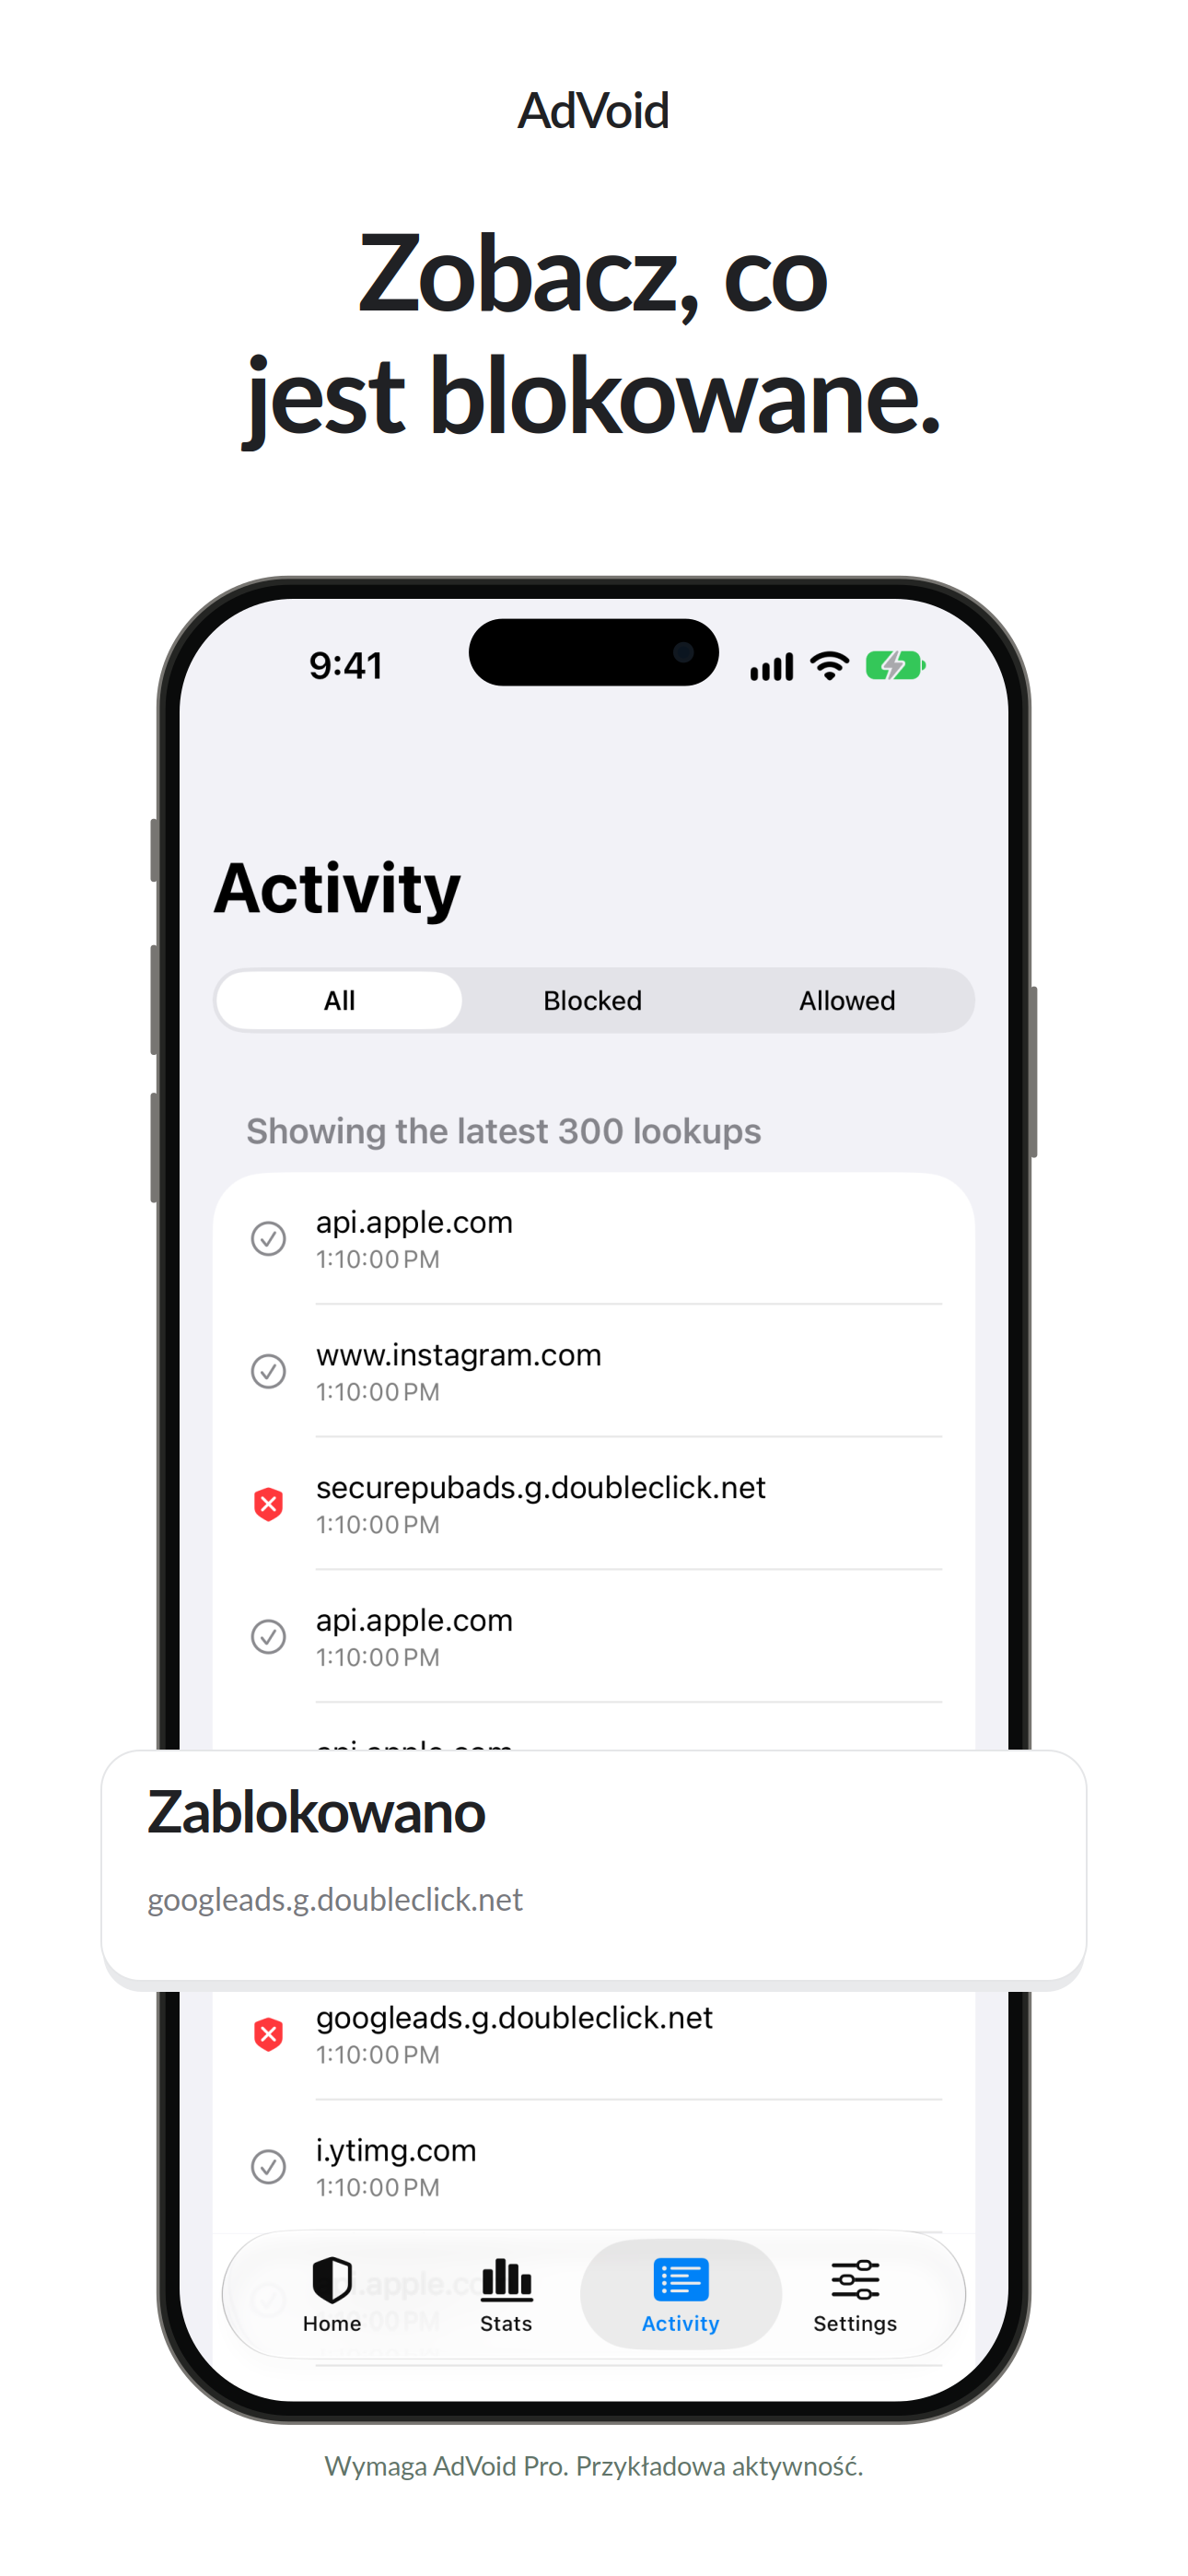 AdVoid
Zobacz, co
jest blokowane.
9:41
Activity
All
Blocked
Allowed
Showing the latest 300 lookups
api.apple.com
1:10:00 PM
www.instagram.com
1:10:00 PM
securepubads.g.doubleclick.net
1:10:00 PM
api.apple.com
1:10:00 PM
Zablokowano
googleads.g.doubleclick.net
googleads.g.doubleclick.net
1:10:00 PM
i.ytimg.com
1:10:00 PM
Home
Stats
Activity
Settings
Wymaga AdVoid Pro. Przykładowa aktywność.